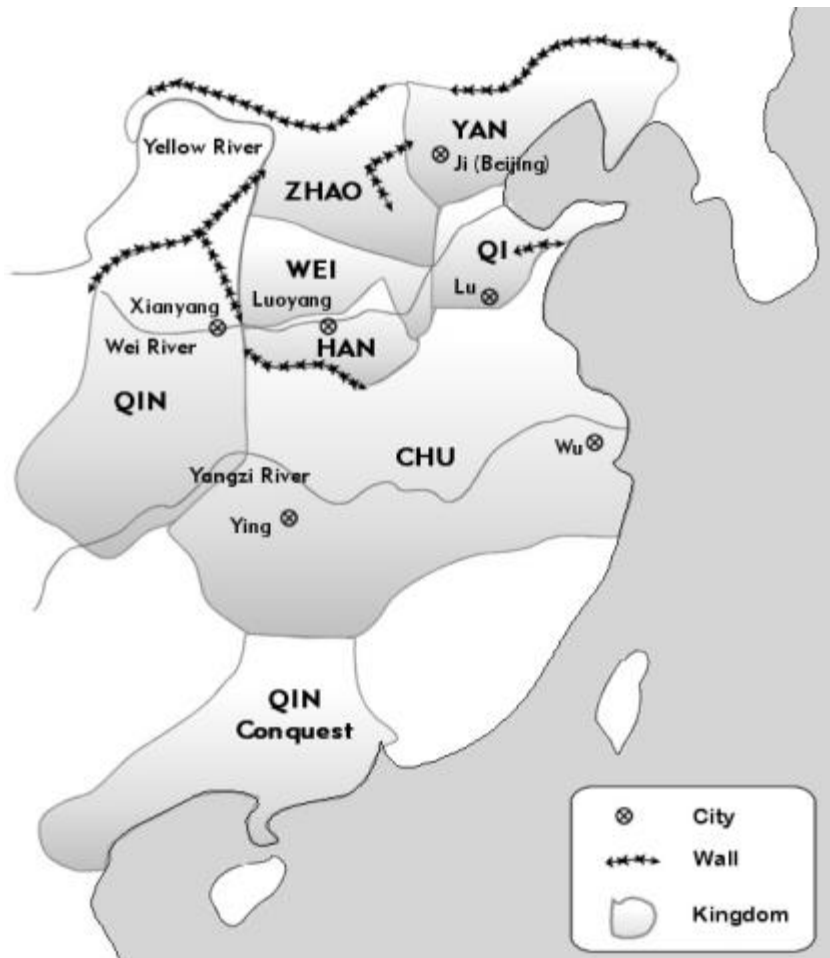 YAN
Yellow River
Ji (Beijing)
ZHAO
QI
WEI
Lu
Luoyang
Xianyang
Wei River
HAN
QIN
CHU
Wu
Yangzi River
Ying
QIN
Conquest
City
Wall
Kingdom